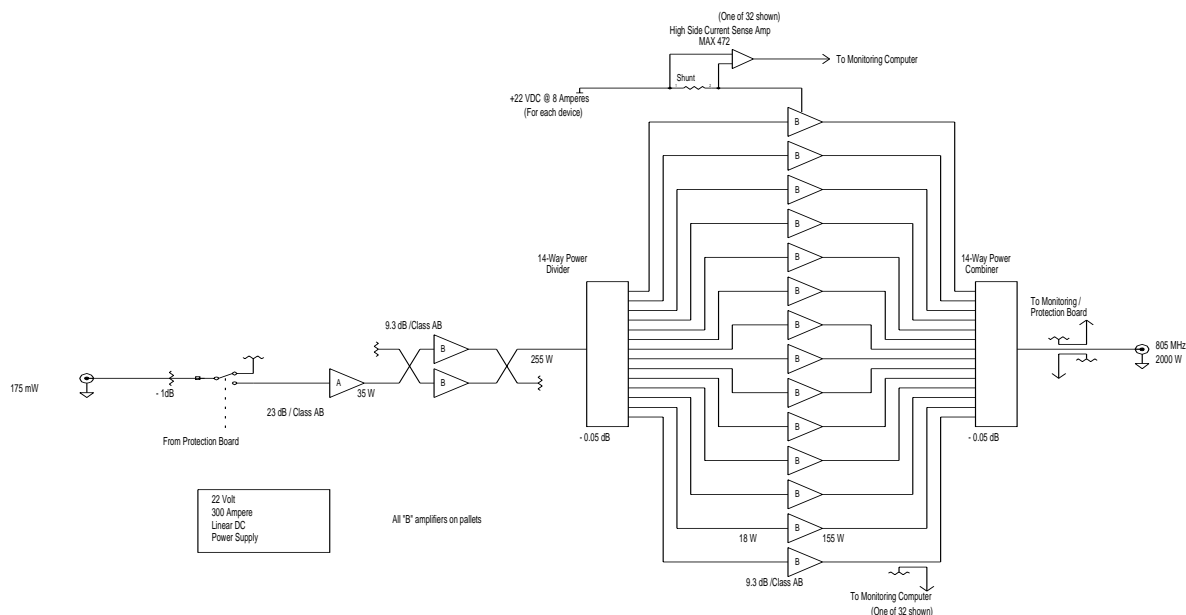 (One of 32 shown)
High Side Current Sense Amp
MAX 472
To Monitoring Computer
Shunt
1
2
+22 VDC @ 8 Amperes
(For each device)
B
B
B
B
B
B
B
B
B
B
B
B
B
B
14-Way Power
Divider
14-Way Power
Combiner
To Monitoring /
Protection Board
9.3 dB /Class AB
B
B
255 W
805 MHz
2000 W
175 mW
- 1dB
A
35 W
23 dB / Class AB
From Protection Board
- 0.05 dB
- 0.05 dB
22 Volt
300 Ampere
Linear DC
Power Supply
All "B" amplifiers on pallets
18 W
155 W
9.3 dB /Class AB
To Monitoring Computer
(One of 32 shown)